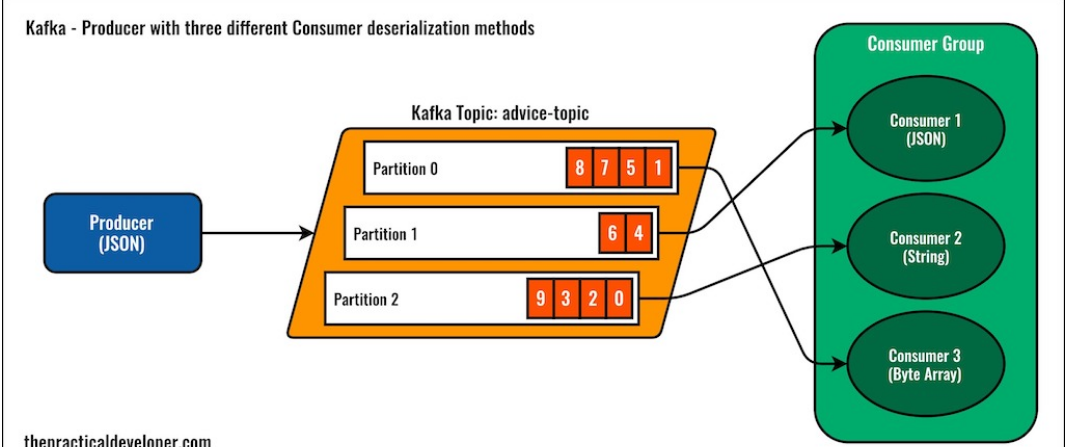 Kafka - Producer with three different Consumer deserialization methods
Consumer Group
Kafka Topic: advice-topic
Producer
(JSON)
Partition 0
8 7 5 1
Partition 1
6 4
Partition 2
9 3 2 0
Consumer 1
(JSON)
Consumer 2
(String)
Consumer 3
(Byte Array)
thepracticaldeveloper.com